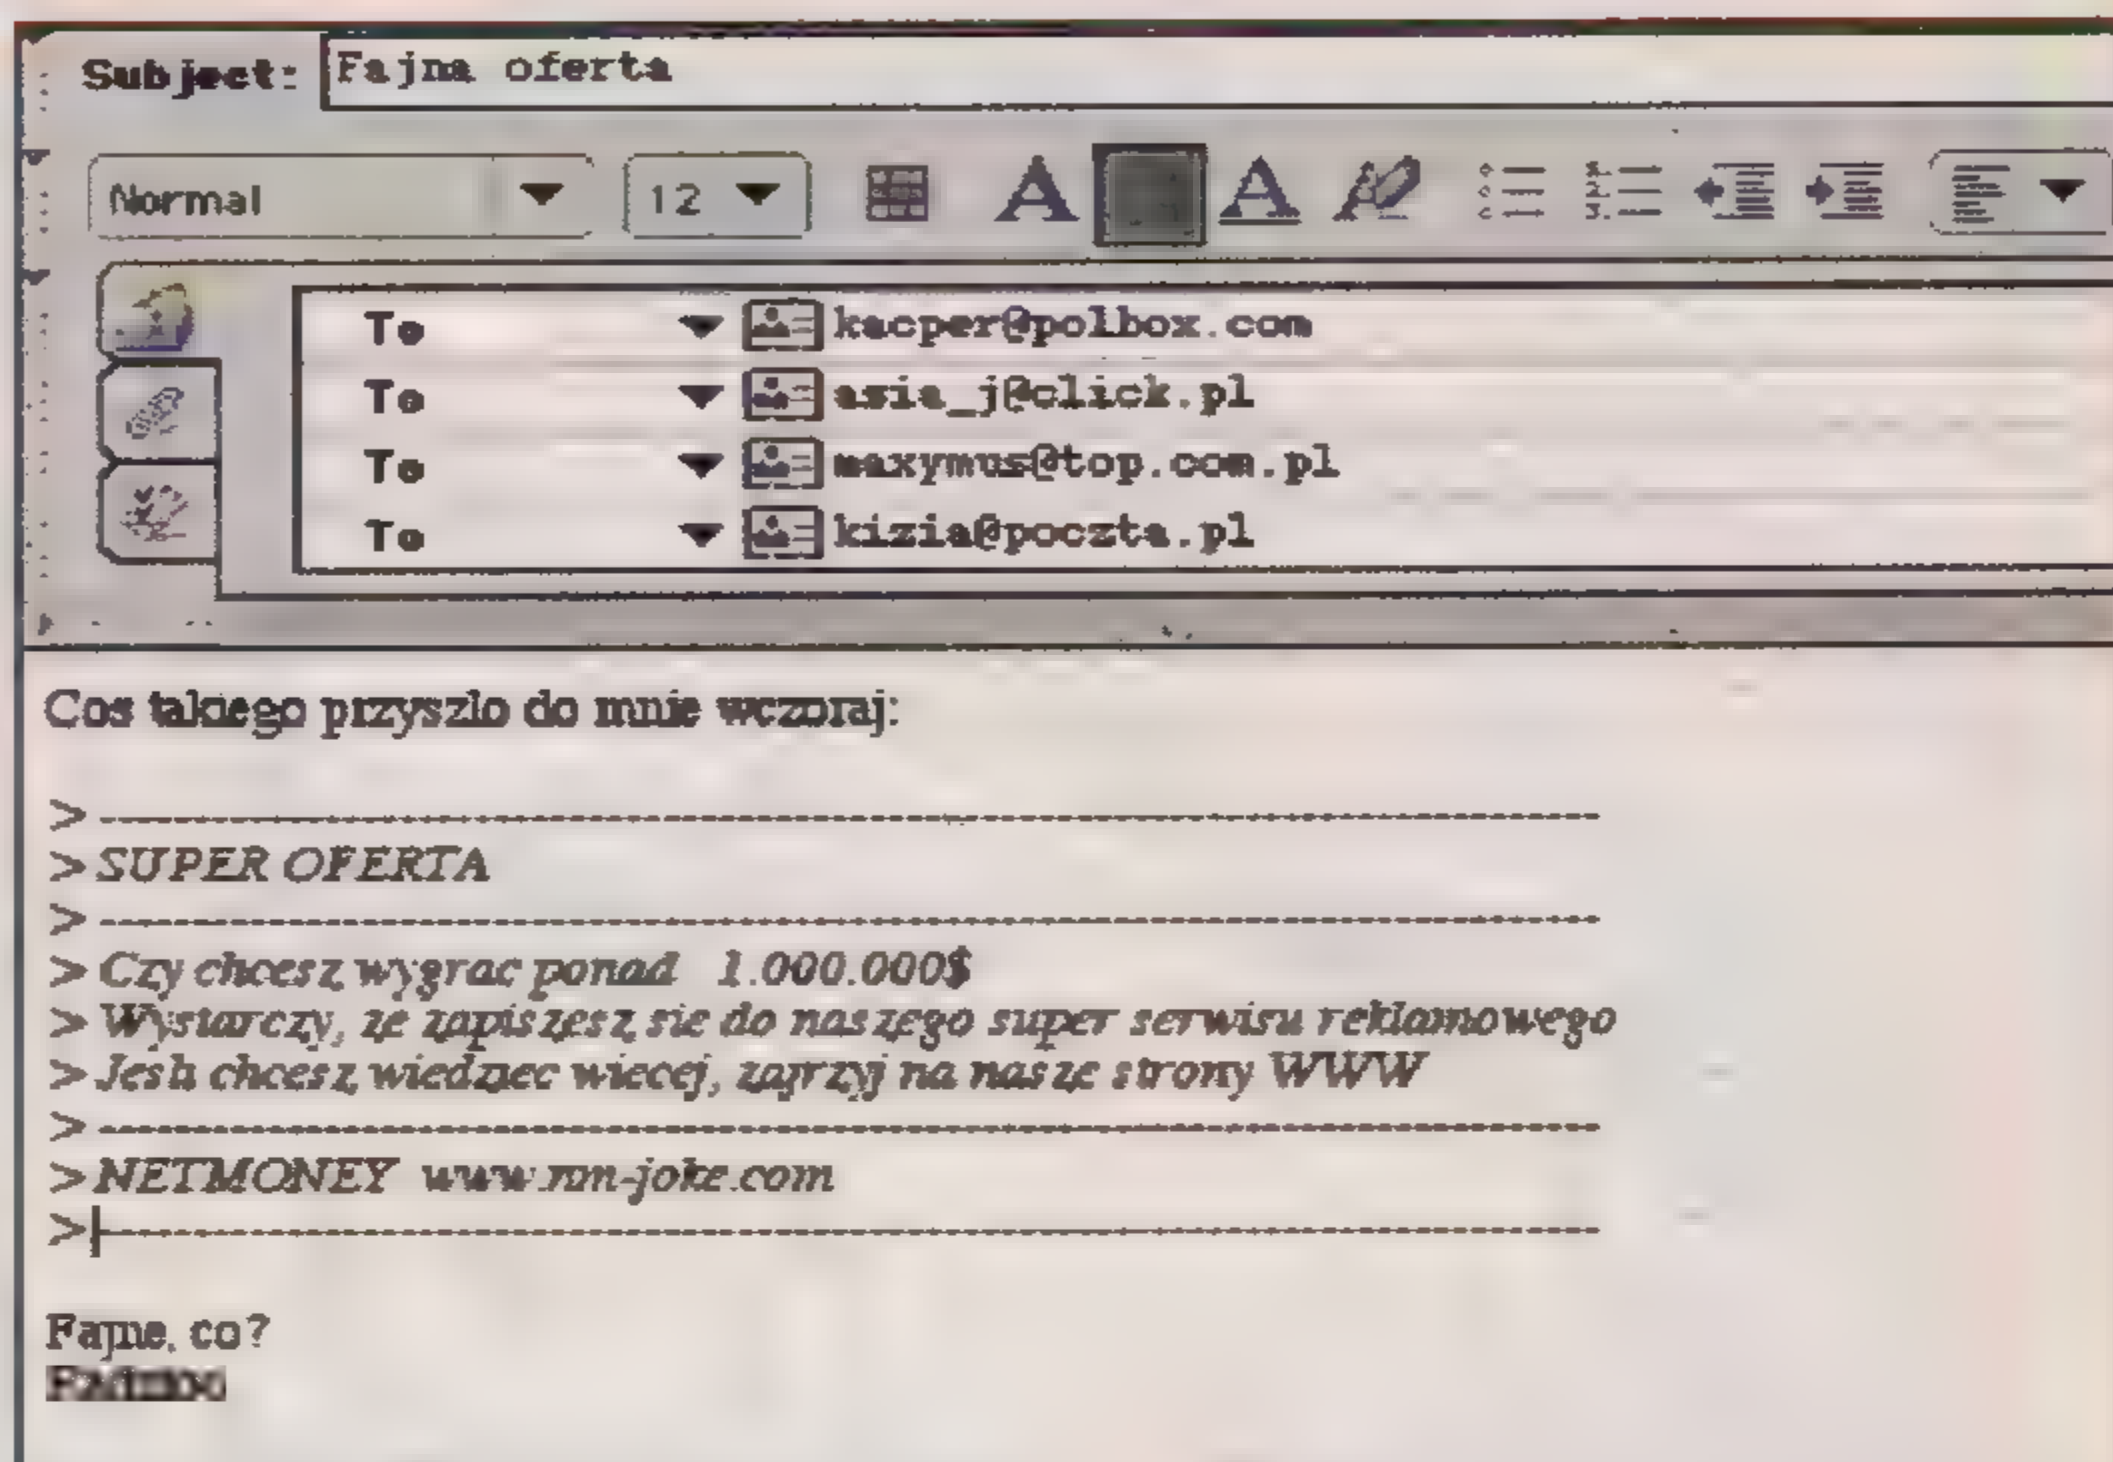 Subject: Fajna oferta
Normal 12
To kacper@polbox.com
To asia_j@click.pl
To maxymus@top.com.pl
To kizia@poczta.pl
Cos takiego przyszlo do mnie wczoraj:
> ------------------------------------------------------------
> SUPER OFERTA
> ------------------------------------------------------------
> Czy chcesz wygrac ponad 1.000.000$
> Wystarczy, ze zapiszesz sie do naszego super serwisu reklamowego
> Jesli chcesz wiedziec wiecej, zajrzyj na nasze strony WWW
> ------------------------------------------------------------
> NETMONEY www.nm-joke.com
> ------------------------------------------------------------
Fajne, co?